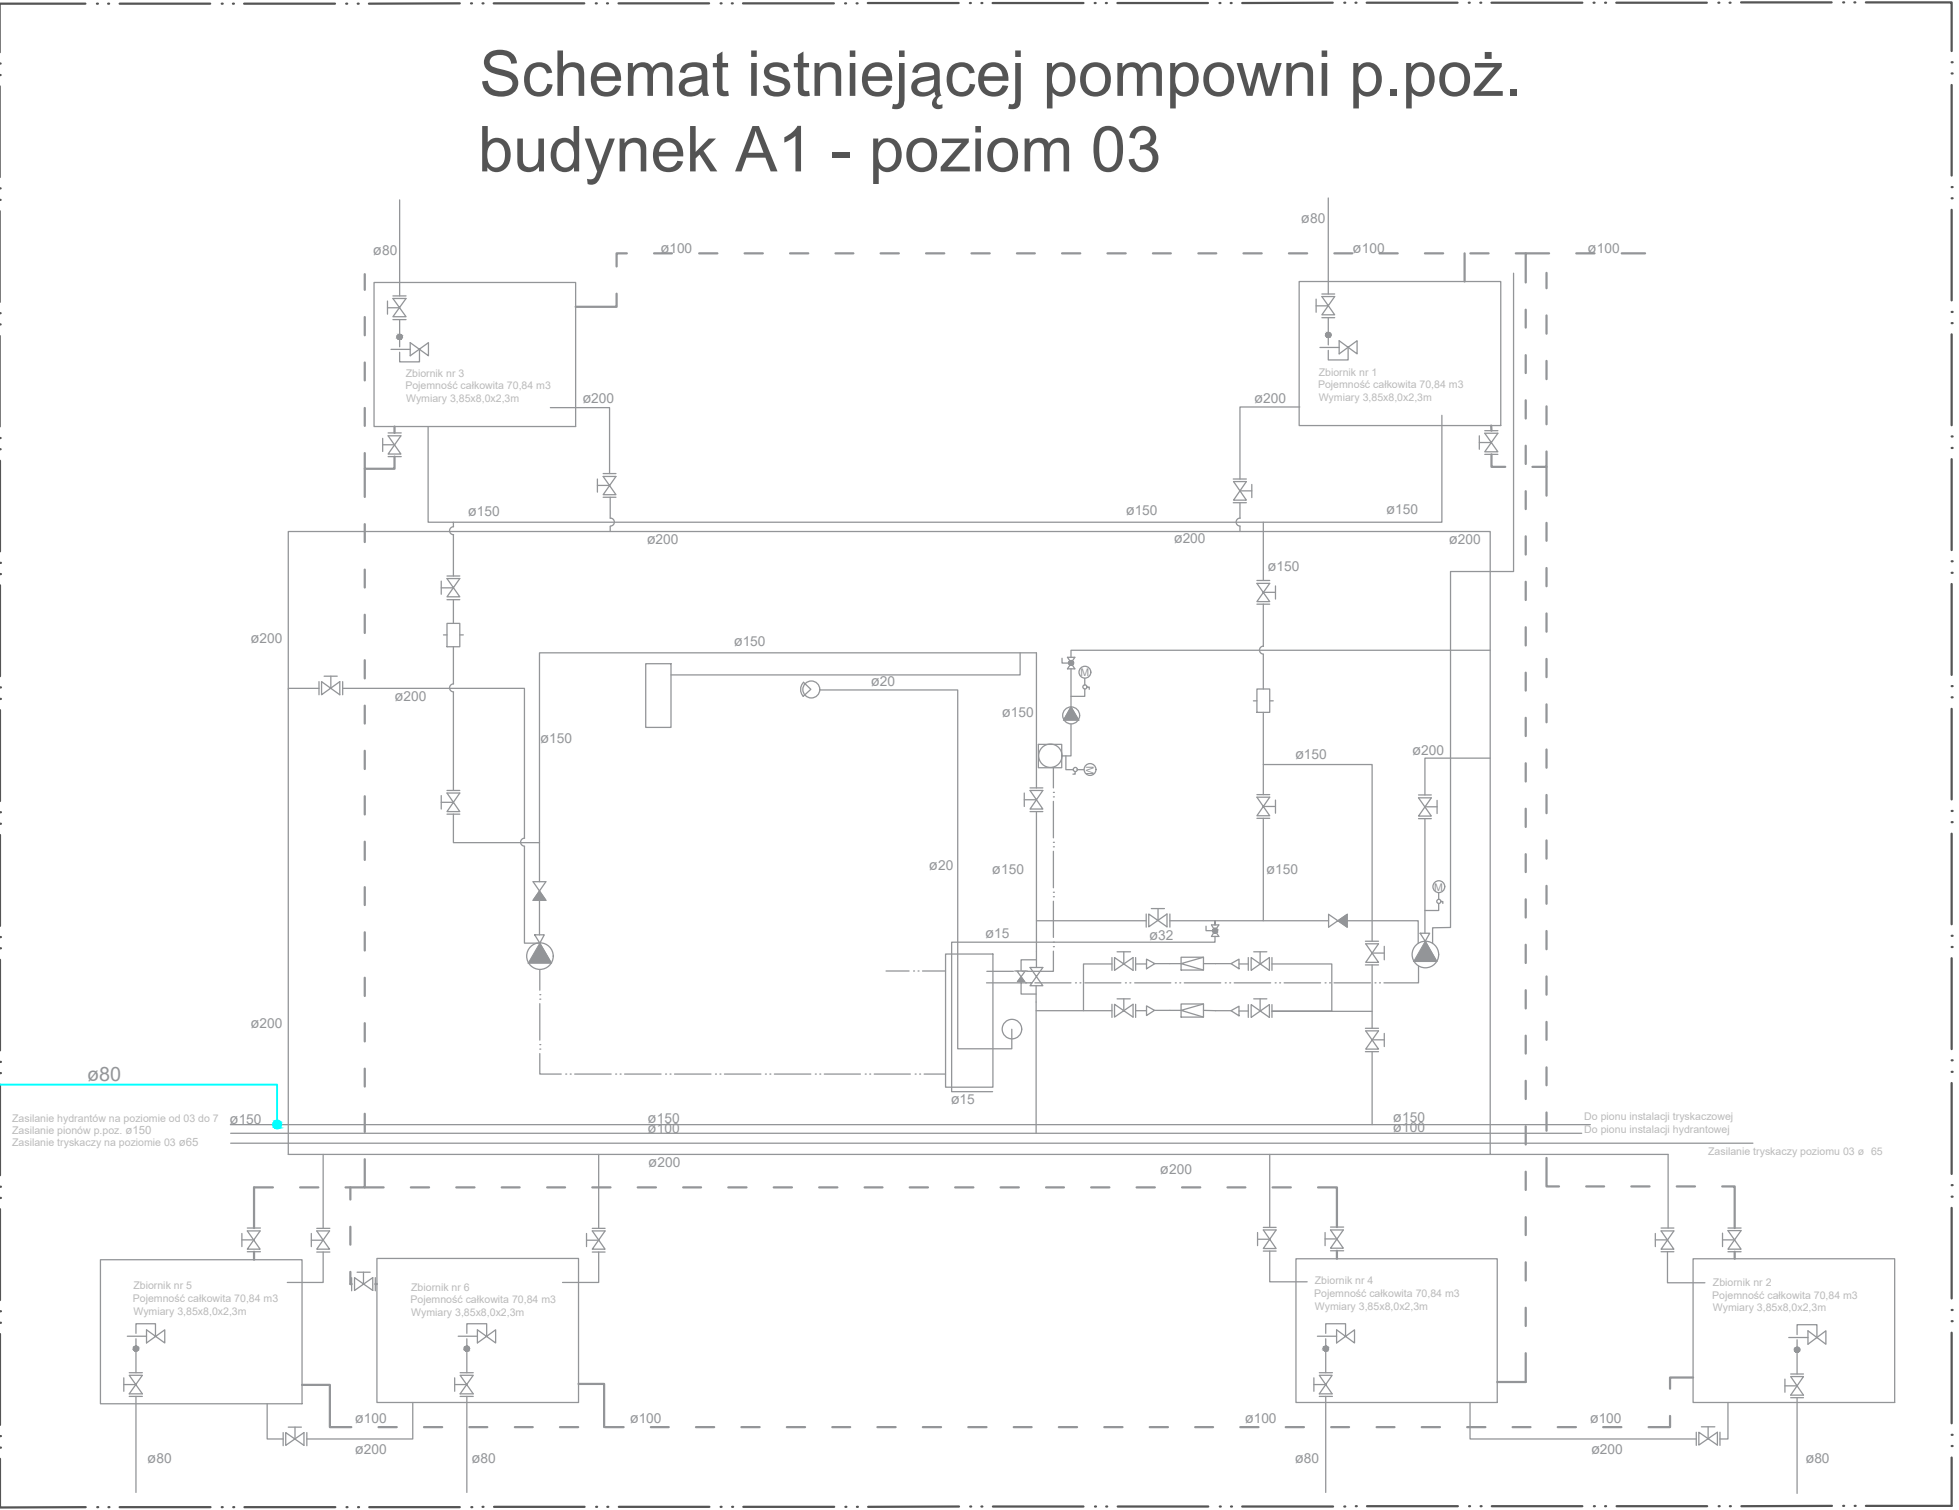 Schemat istniejącej pompowni p.poż.
budynek A1 - poziom 03
ø80
ø80
ø100
ø100
ø100
Zbiornik nr 3
Pojemność całkowita 70,84 m3
Wymiary 3,85x8,0x2,3m
Zbiornik nr 1
Pojemność całkowita 70,84 m3
Wymiary 3,85x8,0x2,3m
ø200
ø200
ø150
ø150
ø150
ø200
ø200
ø200
ø150
ø200
ø150
ø200
ø20
M
ø150
ø150
ø150
ø200
M
ø20
ø150
ø150
M
ø15
ø32
ø200
ø80
ø15
Zasilanie hydrantów na poziomie od 03 do 7
Zasilanie pionów p.poz. ø150
Zasilanie tryskaczy na poziomie 03 ø65
ø150
ø150
ø100
ø150
ø100
Do pionu instalacji tryskaczowej
Do pionu instalacji hydrantowej
Zasilanie tryskaczy poziomu 03 ø 65
ø200
ø200
Zbiornik nr 5
Pojemność całkowita 70,84 m3
Wymiary 3,85x8,0x2,3m
Zbiornik nr 6
Pojemność całkowita 70,84 m3
Wymiary 3,85x8,0x2,3m
Zbiornik nr 4
Pojemność całkowita 70,84 m3
Wymiary 3,85x8,0x2,3m
Zbiornik nr 2
Pojemność całkowita 70,84 m3
Wymiary 3,85x8,0x2,3m
ø100
ø100
ø100
ø100
ø200
ø200
ø80
ø80
ø80
ø80